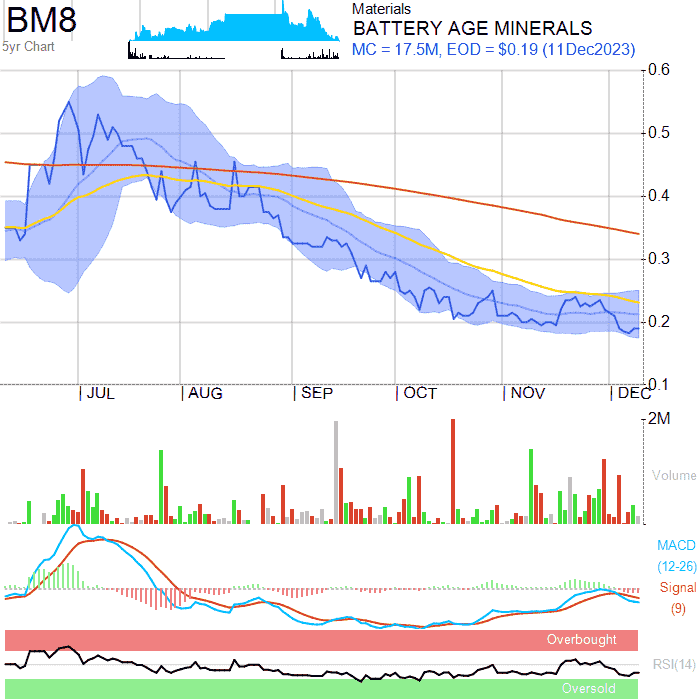 BM8
5yr Chart
Materials
BATTERY AGE MINERALS
MC = 17.5M, EOD = $0.19 (11Dec2023)
0.6
0.5
0.4
0.3
0.2
0.1
JUL AUG SEP OCT NOV DEC
2M
Volume
MACD
(12-26)
Signal
(9)
Overbought
RSI(14)
Oversold